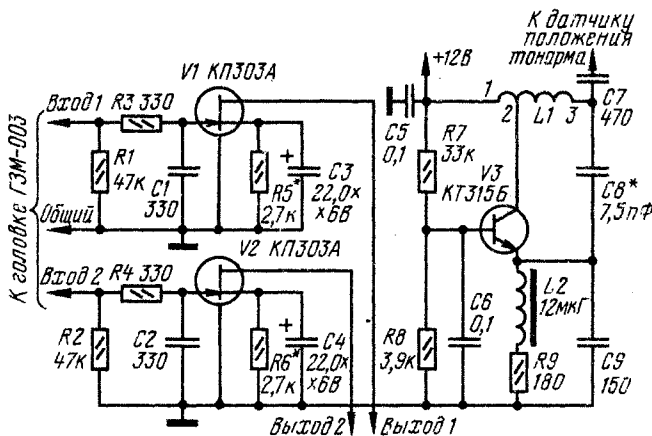 К датчику
положения
тонарма
V1 КП303А
+12В
Вход 1
R3 330
1
2
L1
3
C7
470
C5
0,1
R7
33к
R1
47к
C1
330
R5*
2,7к
C3
22,0×
×6В
V3
КТ315Б
C8*
7,5пФ
К головке ГЗМ-003
Общий
V2 КП303А
Вход 2
R4 330
L2
12мкГ
R2
47к
C2
330
R6*
2,7к
C4
22,0×
×6В
R8
3,9к
C6
0,1
R9
180
C9
150
Выход 2
Выход 1